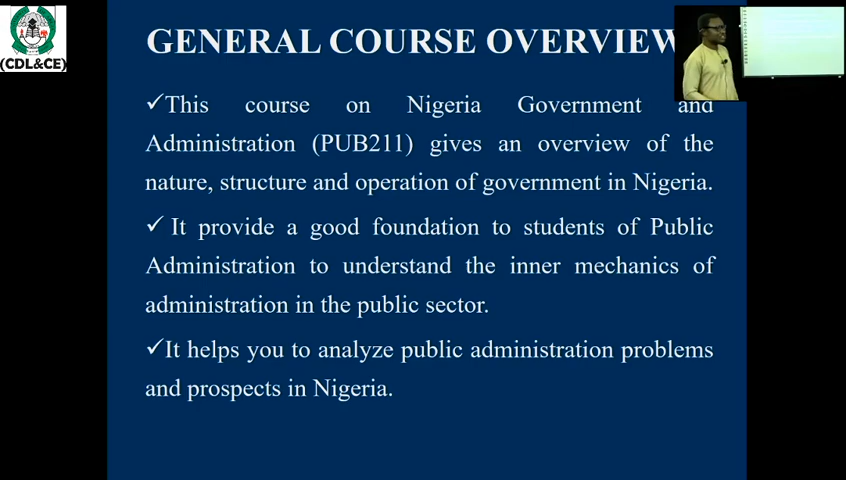 (CDL&CE)
GENERAL COURSE OVERVIEW
✓This course on Nigeria Government and
Administration (PUB211) gives an overview of the
nature, structure and operation of government in Nigeria.
✓ It provide a good foundation to students of Public
Administration to understand the inner mechanics of
administration in the public sector.
✓It helps you to analyze public administration problems
and prospects in Nigeria.